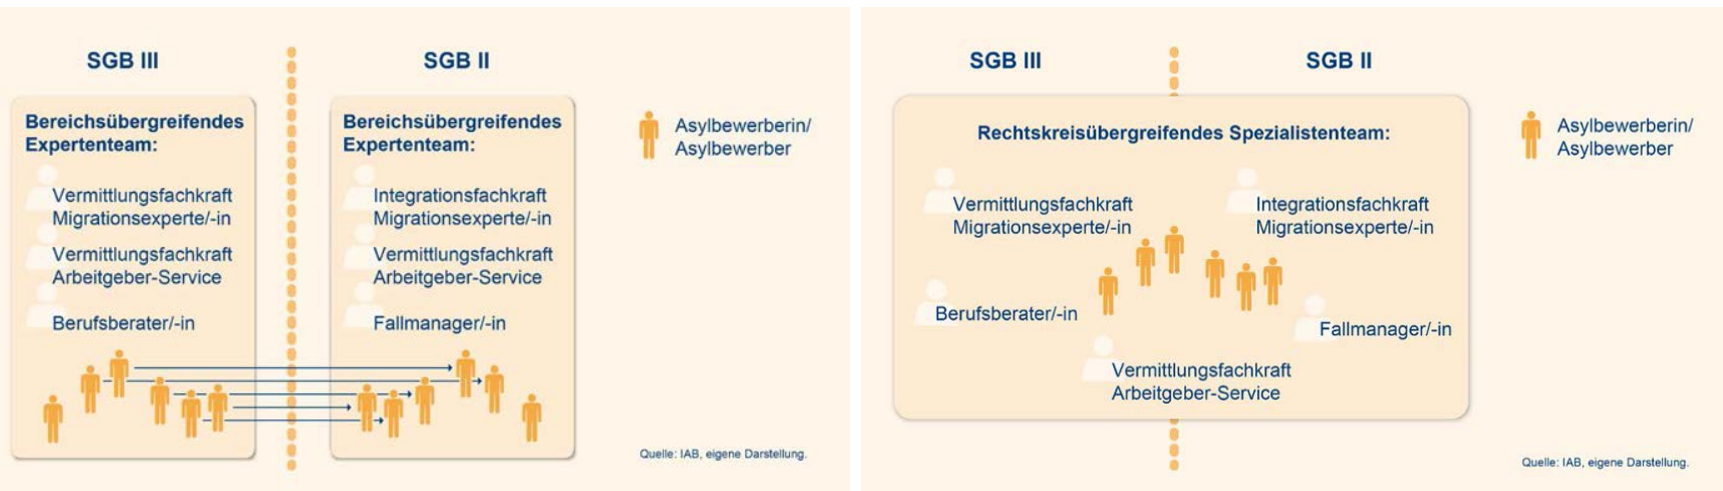 SGB III
SGB II
Bereichsübergreifendes
Expertenteam:
Vermittlungsfachkraft
Migrationsexperte/-in
Vermittlungsfachkraft
Arbeitgeber-Service
Berufsberater/-in
Bereichsübergreifendes
Expertenteam:
Integrationsfachkraft
Migrationsexperte/-in
Vermittlungsfachkraft
Arbeitgeber-Service
Fallmanager/-in
Asylbewerberin/
Asylbewerber
Quelle: IAB, eigene Darstellung.
SGB III
SGB II
Rechtskreisübergreifendes Spezialistenteam:
Vermittlungsfachkraft
Migrationsexperte/-in
Integrationsfachkraft
Migrationsexperte/-in
Berufsberater/-in
Fallmanager/-in
Vermittlungsfachkraft
Arbeitgeber-Service
Asylbewerberin/
Asylbewerber
Quelle: IAB, eigene Darstellung.